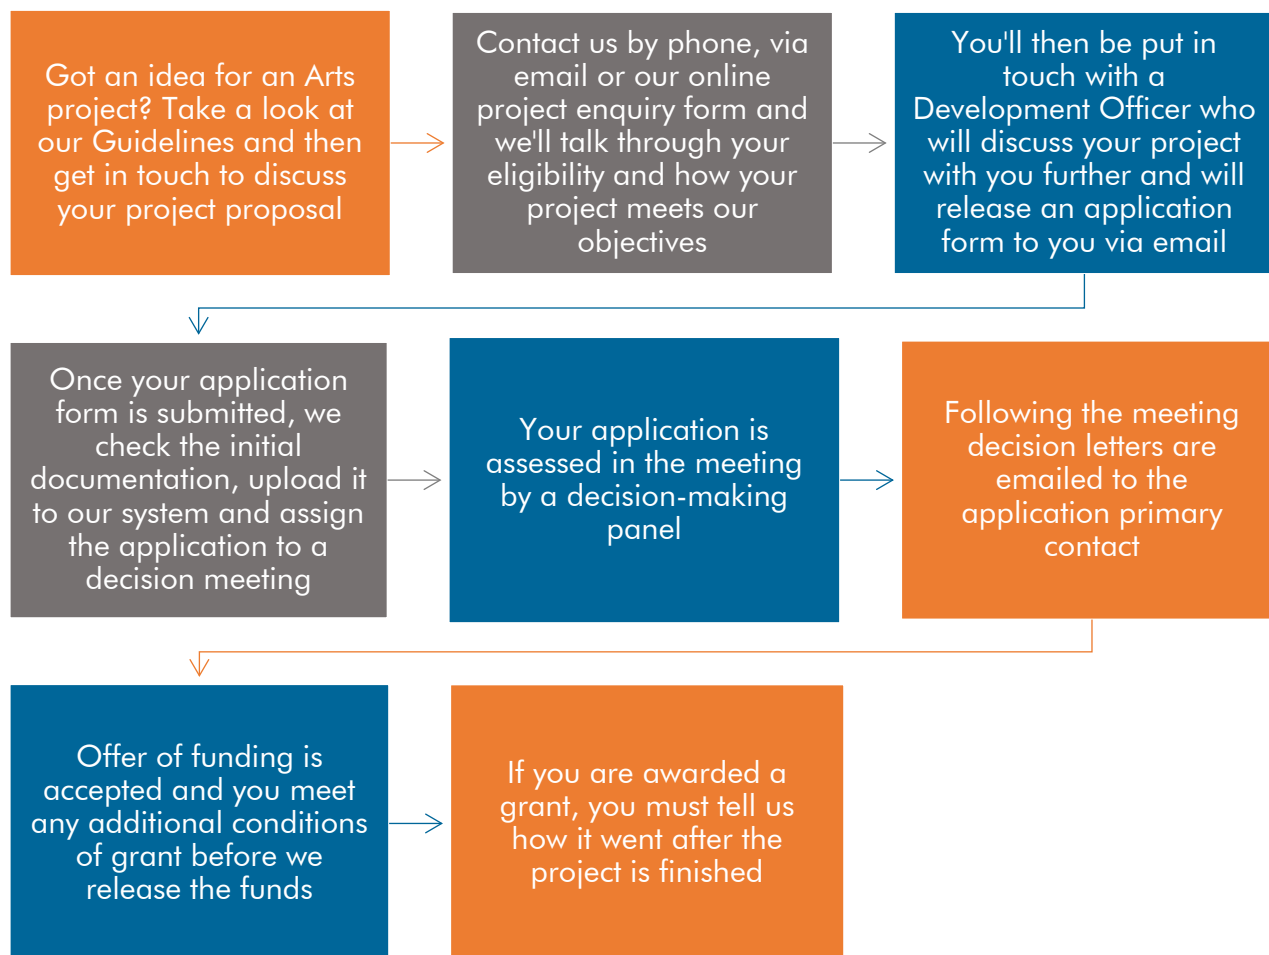 Got an idea for an Arts
project? Take a look at
our Guidelines and then
get in touch to discuss
your project proposal
Contact us by phone, via
email or our online
project enquiry form and
we'll talk through your
eligibility and how your
project meets our
objectives
You'll then be put in
touch with a
Development Officer who
will discuss your project
with you further and will
release an application
form to you via email
Once your application
form is submitted, we
check the initial
documentation, upload it
to our system and assign
the application to a
decision meeting
Your application is
assessed in the meeting
by a decision-making
panel
Following the meeting
decision letters are
emailed to the
application primary
contact
Offer of funding is
accepted and you meet
any additional conditions
of grant before we
release the funds
If you are awarded a
grant, you must tell us
how it went after the
project is finished